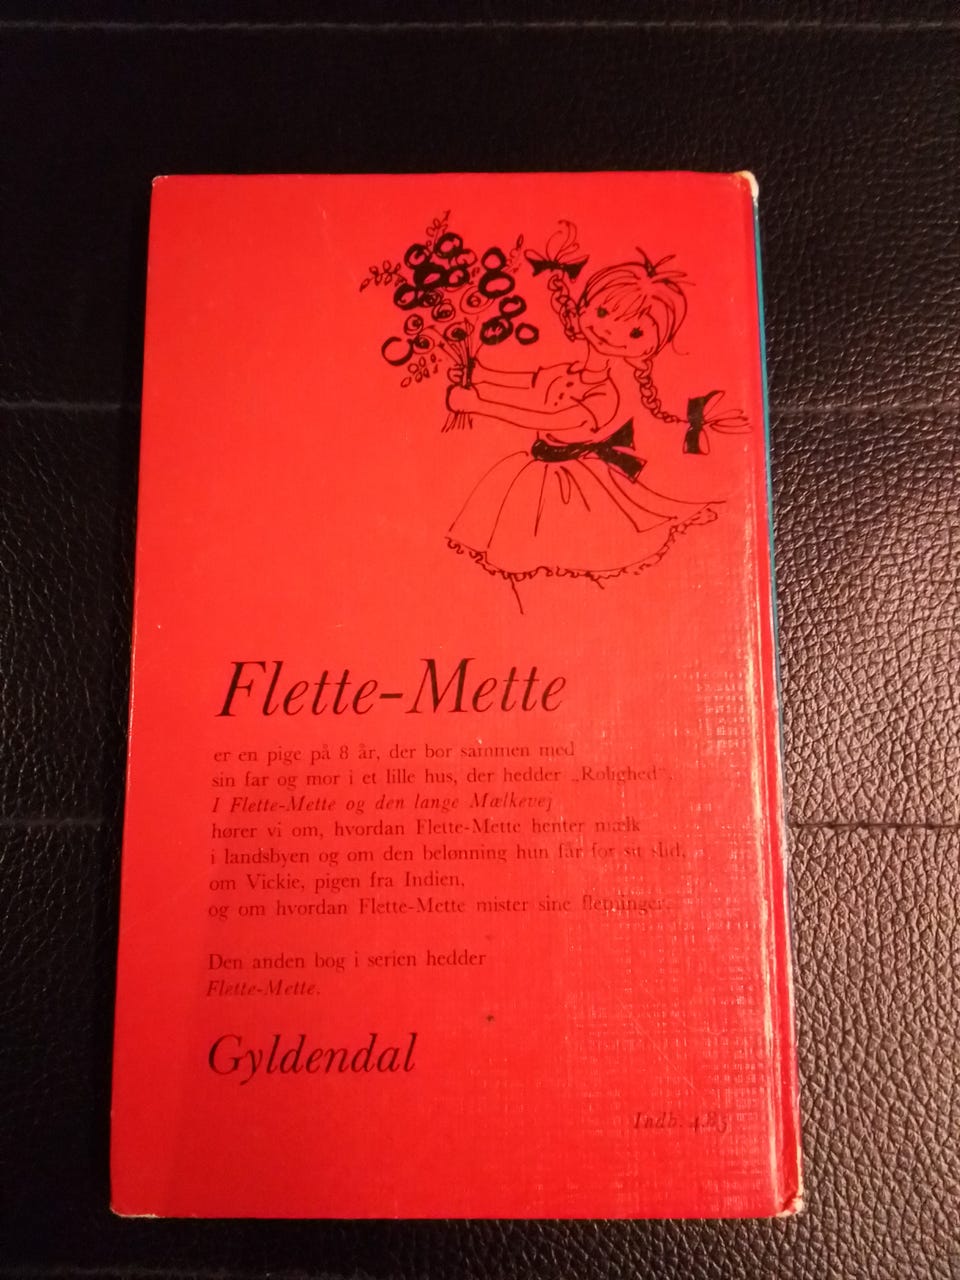 Flette-Mette
er en pige på 8 år, der bor sammen med
sin far og mor i et lille hus, der hedder „Rolighed“.
I Flette-Mette og den lange Mælkevej
hører vi om, hvordan Flette-Mette henter mælk
i landsbyen og om den belønning hun får for sit slid,
om Vickie, pigen fra Indien,
og om hvordan Flette-Mette mister sine fletninger.
Den anden bog i serien hedder
Flette-Mette.
Gyldendal
Indb. 4.85